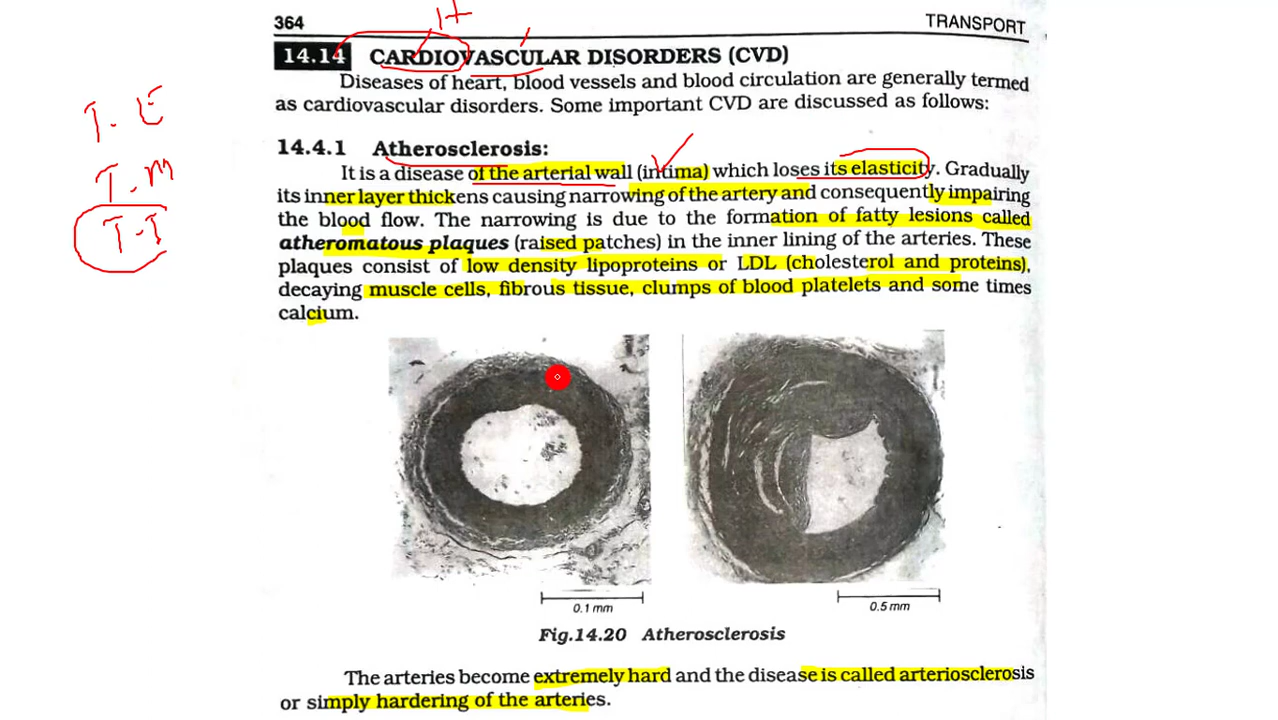 364
TRANSPORT
14.14 CARDIOVASCULAR DISORDERS (CVD)
Diseases of heart, blood vessels and blood circulation are generally termed
as cardiovascular disorders. Some important CVD are discussed as follows:
14.4.1 Atherosclerosis:
It is a disease of the arterial wall (intima) which loses its elasticity. Gradually
its inner layer thickens causing narrowing of the artery and consequently impairing
the blood flow. The narrowing is due to the formation of fatty lesions called
atheromatous plaques (raised patches) in the inner lining of the arteries. These
plaques consist of low density lipoproteins or LDL (cholesterol and proteins),
decaying muscle cells, fibrous tissue, clumps of blood platelets and some times
calcium.
T. E
T. M
T-I
0.1 mm
0.5 mm
Fig.14.20 Atherosclerosis
The arteries become extremely hard and the disease is called arteriosclerosis
or simply hardering of the arteries.